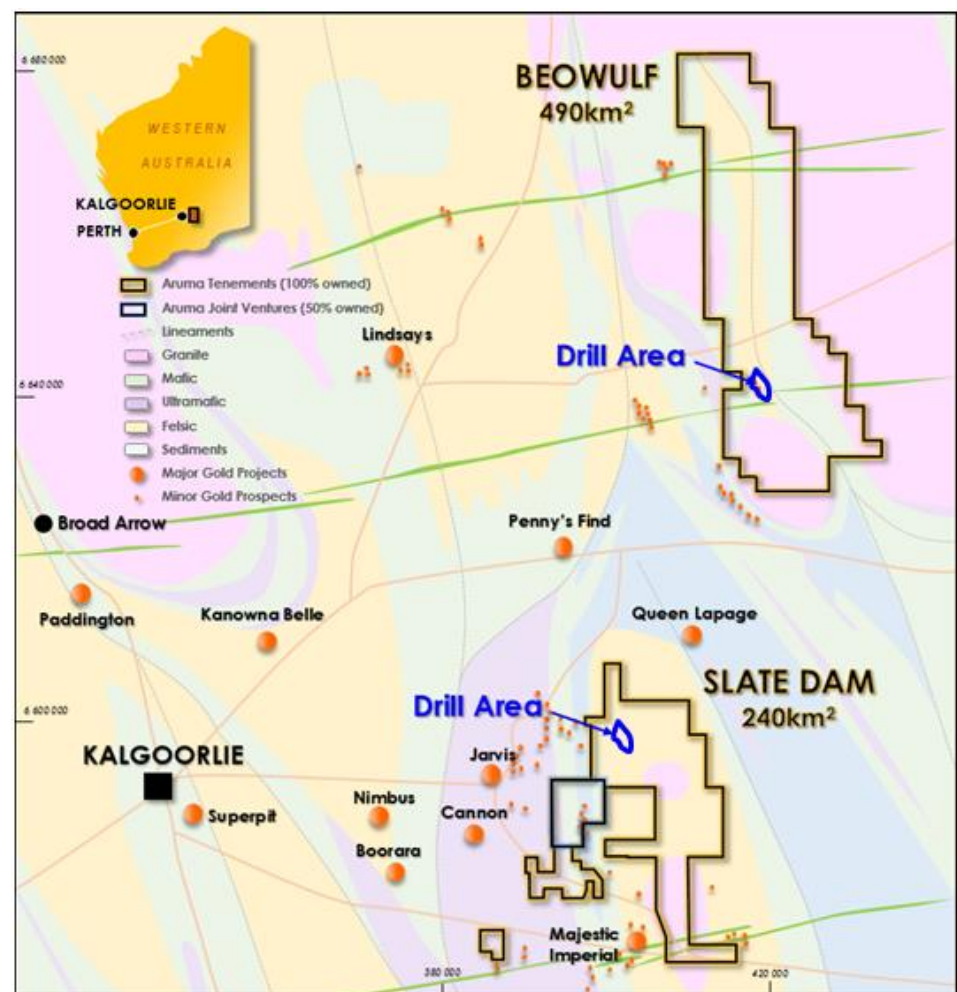 6 680 000
BEOWULF
490km²
WESTERN
AUSTRALIA
KALGOORLIE
PERTH
Aruma Tenements (100% owned)
Aruma Joint Ventures (50% owned)
Lineaments
Granite
Mafic
Ultramafic
Felsic
Sediments
Major Gold Projects
Minor Gold Prospects
Lindsays
Drill Area
6 640 000
Broad Arrow
Penny's Find
Paddington
Kanowna Belle
Queen Lapage
SLATE DAM
240km²
6 600 000
Drill Area
KALGOORLIE
Jarvis
Nimbus
Cannon
Superpit
Boorara
Majestic
Imperial
380 000
420 000